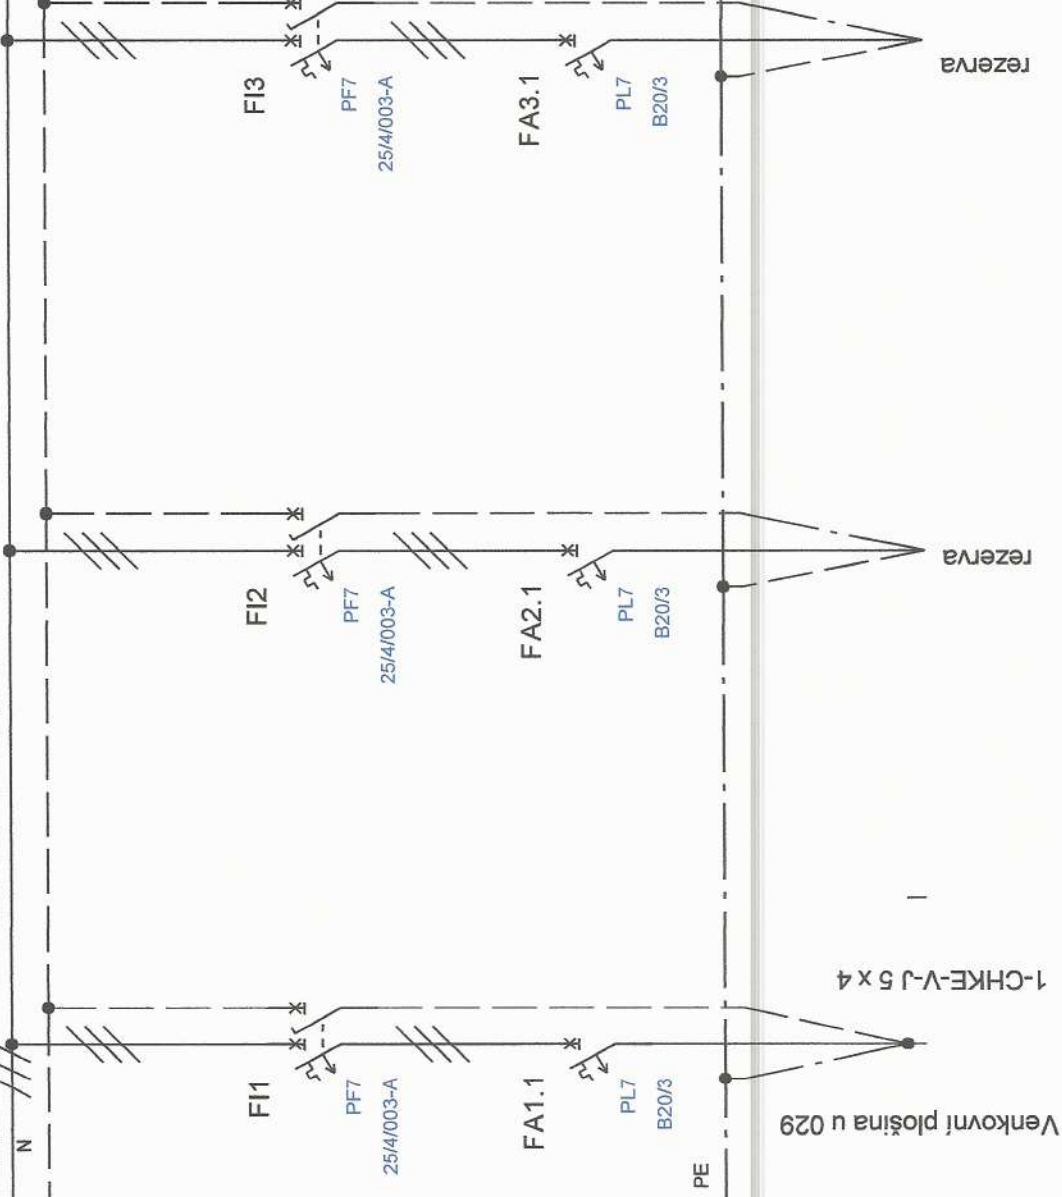 N
FI1
PF7
25/4/003-A
FA1.1
PL7
B20/3
PE
Venkovní plošina u 029
1-CHKE-V-J 5 x 4
FI2
PF7
25/4/003-A
FA2.1
PL7
B20/3
rezerva
FI3
PF7
25/4/003-A
FA3.1
PL7
B20/3
rezerva